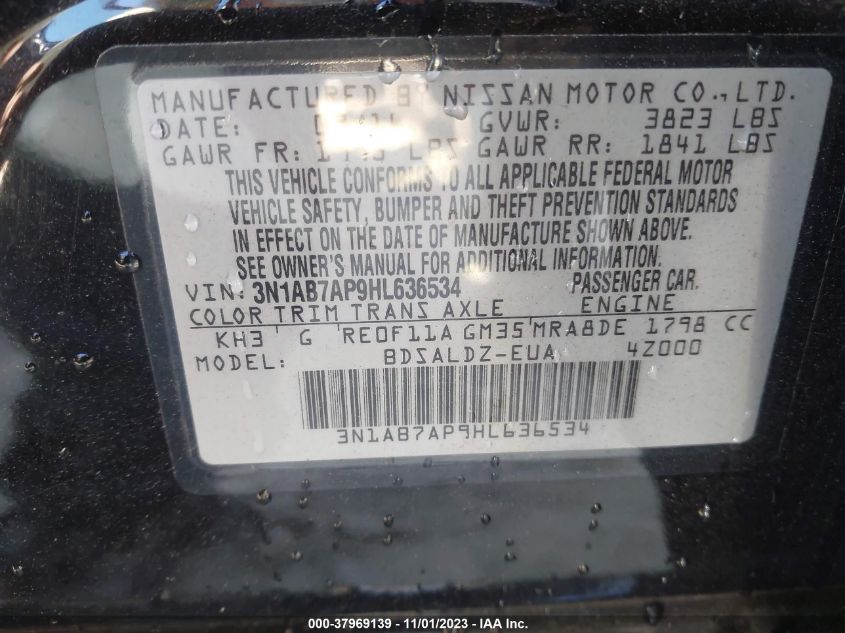 MANUFACTURED BY NISSAN MOTOR CO., LTD.
DATE: GVWR: 3823 LBS
GAWR FR: LBS GAWR RR: 1841 LBS
THIS VEHICLE CONFORMS TO ALL APPLICABLE FEDERAL MOTOR
VEHICLE SAFETY, BUMPER AND THEFT PREVENTION STANDARDS
IN EFFECT ON THE DATE OF MANUFACTURE SHOWN ABOVE.
SEE OWNER'S MANUAL FOR ADDITIONAL INFORMATION.
VIN: 3N1AB7AP9HL636534 PASSENGER CAR.
COLOR TRIM TRANS AXLE ENGINE
KH3 G RE0F11A GM35 MRA8DE 1798 CC
MODEL: BDSALDZ-EUA 4Z000
3N1AB7AP9HL636534
000-37969139 - 11/01/2023 - IAA Inc.